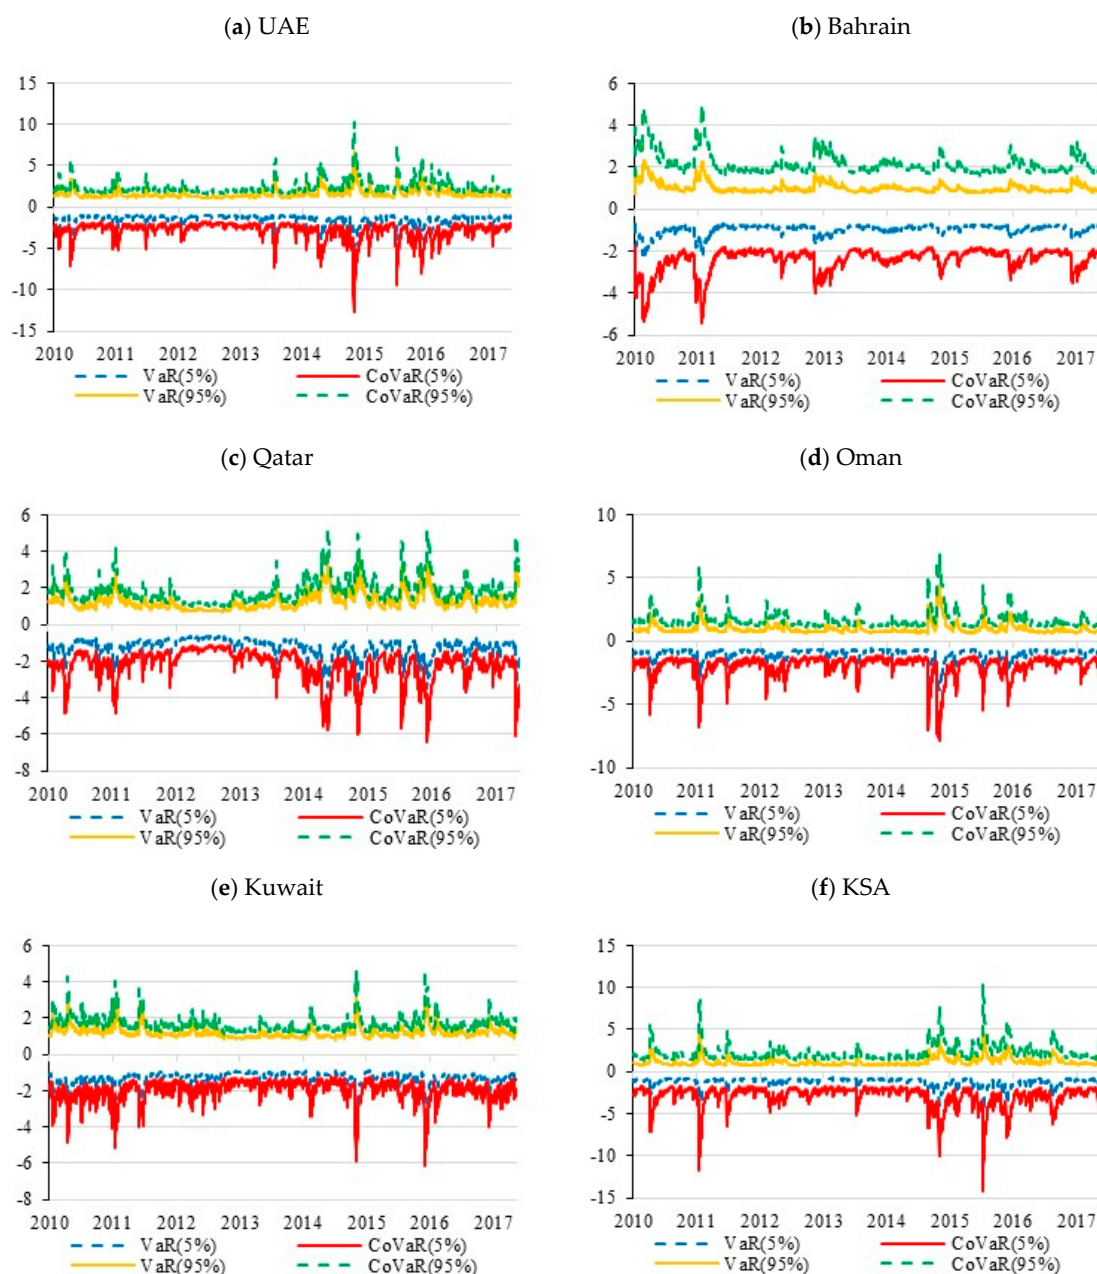 (a) UAE
15
10
5
0
-5
-10
-15
2010 2011 2012 2013 2014 2015 2016 2017
VaR(5%) CoVaR(5%)
VaR(95%) CoVaR(95%)
(b) Bahrain
6
4
2
0
-2
-4
-6
2010 2011 2012 2013 2014 2015 2016 2017
VaR(5%) CoVaR(5%)
VaR(95%) CoVaR(95%)
(c) Qatar
6
4
2
0
-2
-4
-6
-8
2010 2011 2012 2013 2014 2015 2016 2017
VaR(5%) CoVaR(5%)
VaR(95%) CoVaR(95%)
(d) Oman
10
5
0
-5
-10
2010 2011 2012 2013 2014 2015 2016 2017
VaR(5%) CoVaR(5%)
VaR(95%) CoVaR(95%)
(e) Kuwait
6
4
2
0
-2
-4
-6
-8
2010 2011 2012 2013 2014 2015 2016 2017
VaR(5%) CoVaR(5%)
VaR(95%) CoVaR(95%)
(f) KSA
15
10
5
0
-5
-10
-15
2010 2011 2012 2013 2014 2015 2016 2017
VaR(5%) CoVaR(5%)
VaR(95%) CoVaR(95%)